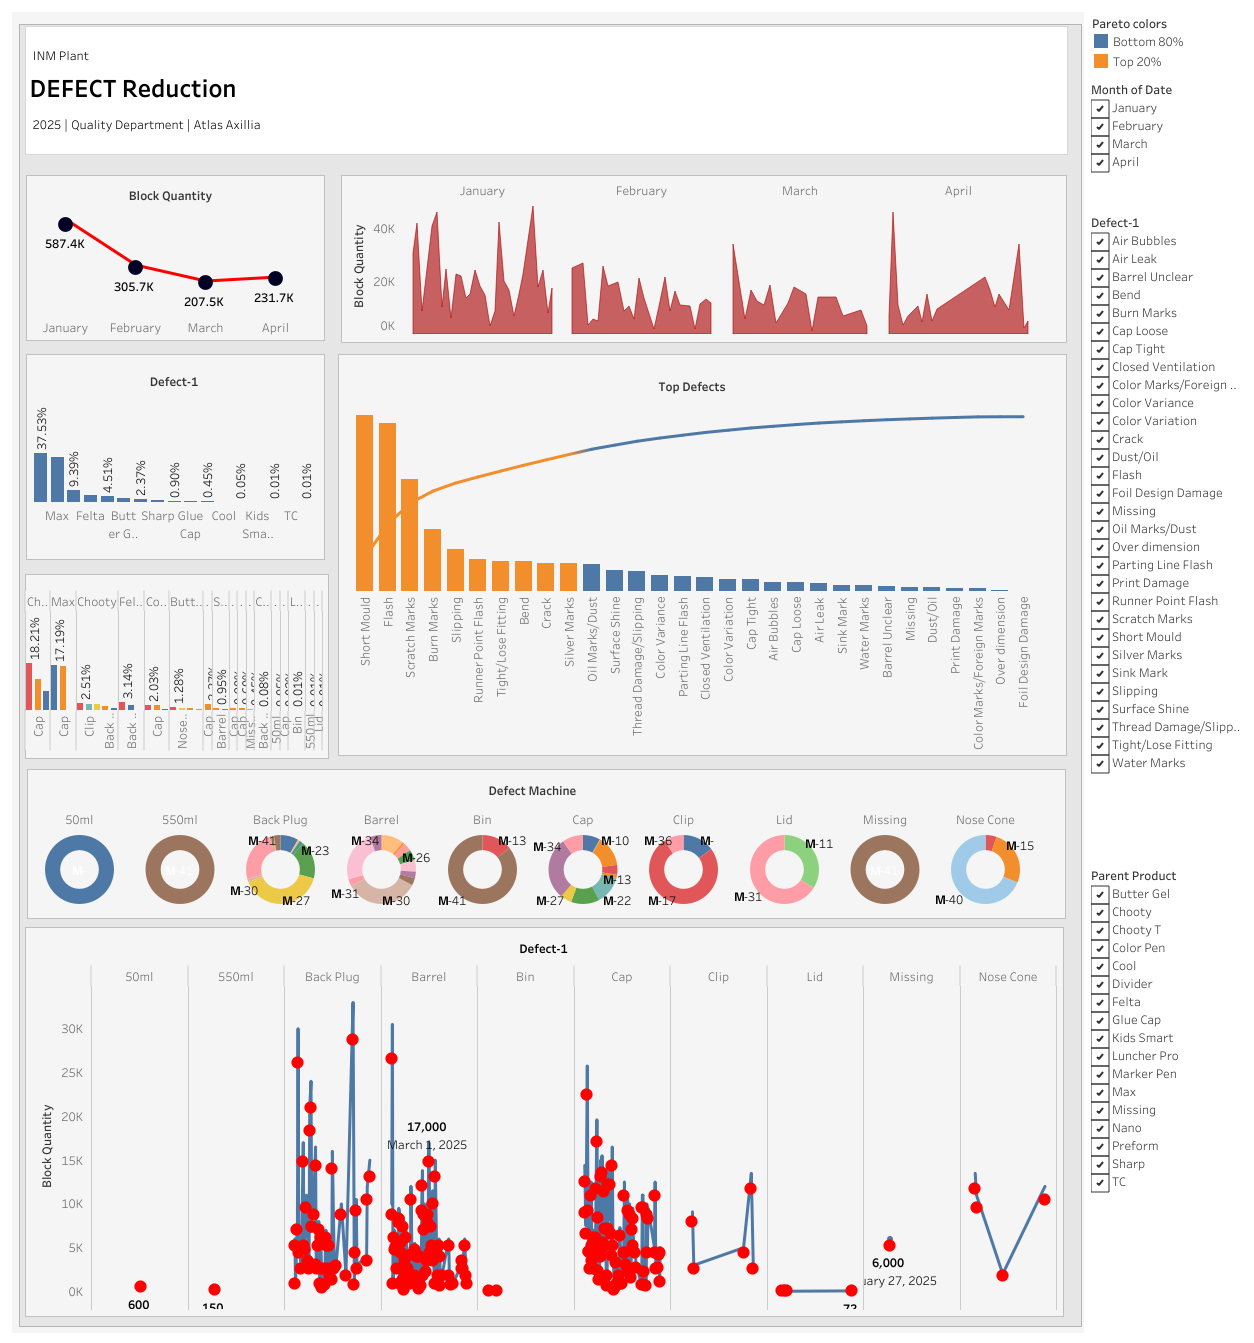 INM Plant
DEFECT Reduction
2025 | Quality Department | Atlas Axillia
Pareto colors
Bottom 80%
Top 20%
Month of Date
January
February
March
April
Block Quantity
587.4K
305.7K
207.5K
231.7K
January February March April
January February March April
Block Quantity
40K
20K
0K
Defect-1
37.53%
9.39%
4.51%
2.37%
0.90%
0.45%
0.05%
0.01%
0.01%
Max Felta Butt Sharp Glue Cool Kids TC
er G.. Cap Sma..
Top Defects
Short Mould
Flash
Scratch Marks
Burn Marks
Slipping
Runner Point Flash
Tight/Lose Fitting
Bend
Crack
Silver Marks
Oil Marks/Dust
Surface Shine
Thread Damage/Slipping
Color Variance
Parting Line Flash
Closed Ventilation
Color Variation
Cap Tight
Air Bubbles
Cap Loose
Air Leak
Sink Mark
Water Marks
Barrel Unclear
Missing
Dust/Oil
Print Damage
Color Marks/Foreign Marks
Over dimension
Foil Design Damage
Ch.. Max Chooty Fel.. Co.. Butt.. . S... . . . C... . L... . .
18.21%
17.19%
2.51%
3.14%
2.03%
1.28%
0.95%
0.08%
0.01%
Cap
Cap
Clip
Back ..
Back ..
Cap
Nose..
Cap
Barrel
Cap
Cap
Miss..
Back ..
50ml
Cap
Bin
550ml
Lid
Defect Machine
50ml 550ml Back Plug Barrel Bin Cap Clip Lid Missing Nose Cone
M-41
M-23
M-30
M-27
M-34
M-26
M-31
M-30
M-13
M-41
M-10
M-34
M-13
M-27
M-22
M-36
M-
M-17
M-11
M-31
M-15
M-40
Defect-1
50ml 550ml Back Plug Barrel Bin Cap Clip Lid Missing Nose Cone
Block Quantity
30K
25K
20K
15K
10K
5K
0K
17,000
March 1, 2025
600
150
72
6,000
uary 27, 2025
Defect-1
Air Bubbles
Air Leak
Barrel Unclear
Bend
Burn Marks
Cap Loose
Cap Tight
Closed Ventilation
Color Marks/Foreign ..
Color Variance
Color Variation
Crack
Dust/Oil
Flash
Foil Design Damage
Missing
Oil Marks/Dust
Over dimension
Parting Line Flash
Print Damage
Runner Point Flash
Scratch Marks
Short Mould
Silver Marks
Sink Mark
Slipping
Surface Shine
Thread Damage/Slipp..
Tight/Lose Fitting
Water Marks
Parent Product
Butter Gel
Chooty
Chooty T
Color Pen
Cool
Divider
Felta
Glue Cap
Kids Smart
Luncher Pro
Marker Pen
Max
Missing
Nano
Preform
Sharp
TC